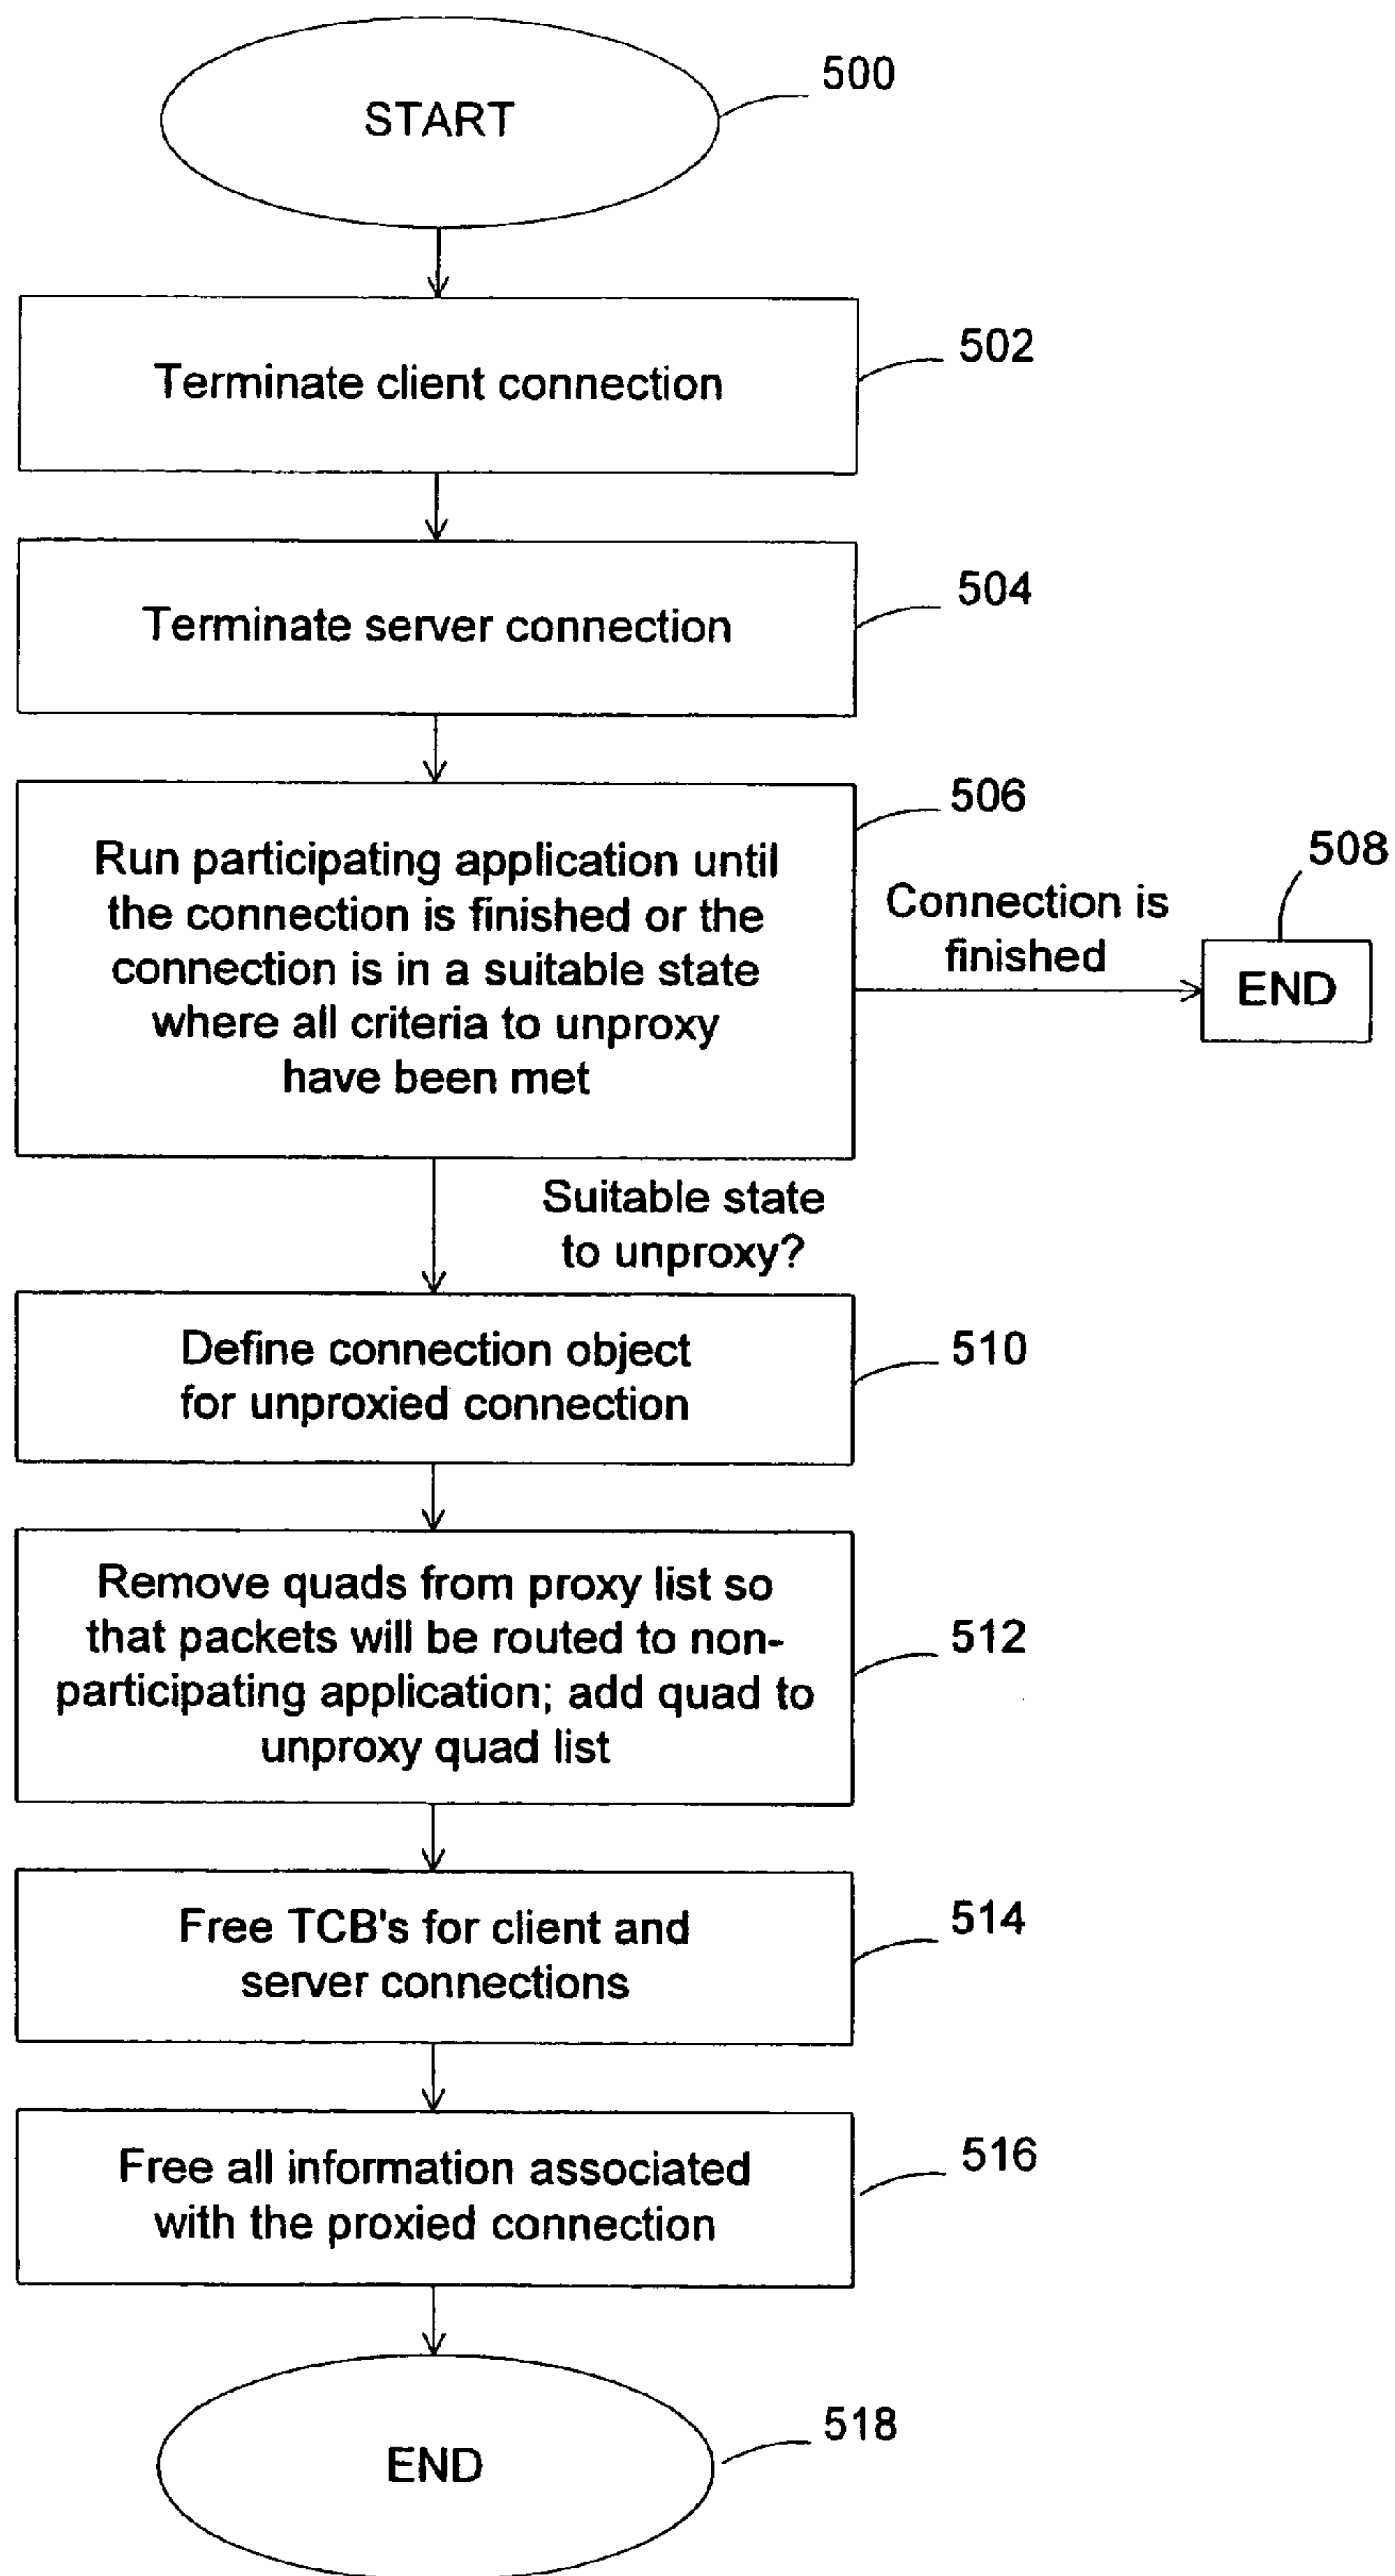 START
500
Terminate client connection
502
Terminate server connection
504
Run participating application until
the connection is finished or the
connection is in a suitable state
where all criteria to unproxy
have been met
506
Connection is
finished
508
END
Suitable state
to unproxy?
Define connection object
for unproxied connection
510
Remove quads from proxy list so
that packets will be routed to non-
participating application; add quad to
unproxy quad list
512
Free TCB's for client and
server connections
514
Free all information associated
with the proxied connection
516
END
518